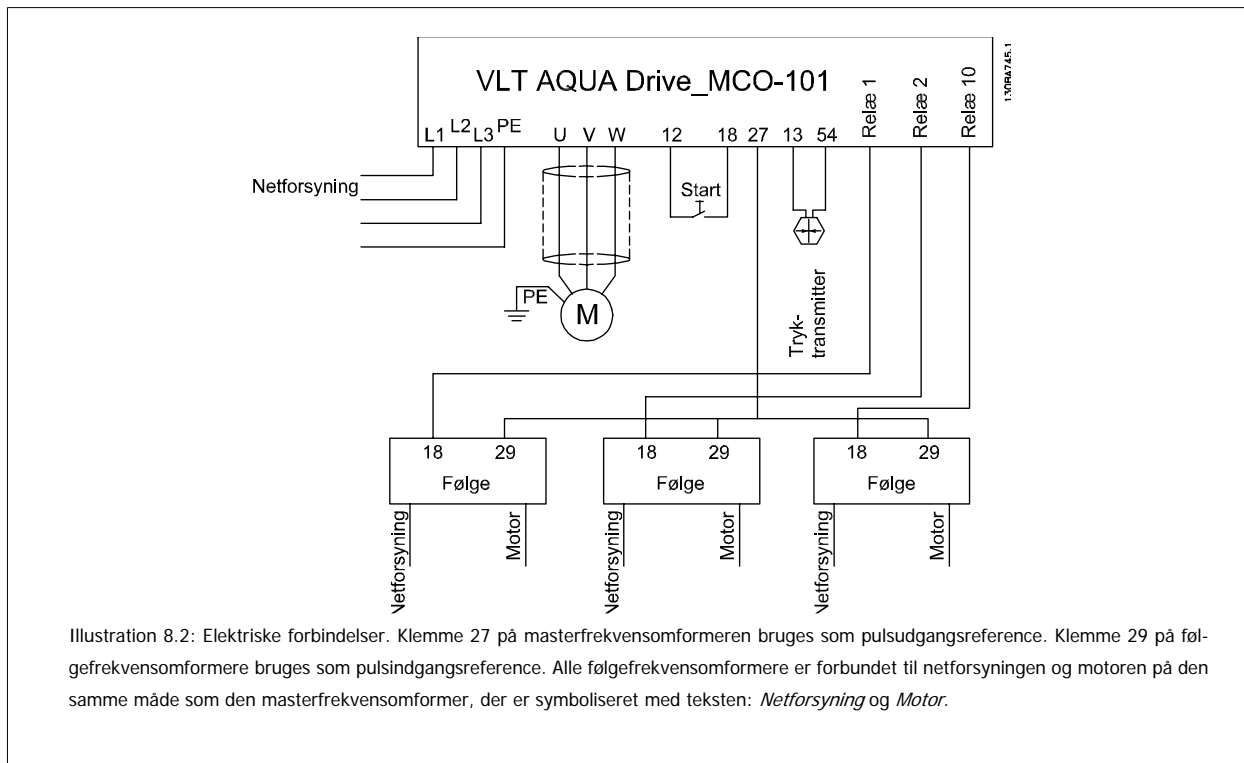 VLT AQUA Drive_MCO-101
130BA745.1
Relæ 1
Relæ 2
Relæ 10
L1 L2 L3 PE U V W 12 18 27 13 54
Netforsyning
Start
PE
M
Tryk-
transmitter
18 29
Følge
Netforsyning
Motor
18 29
Følge
Netforsyning
Motor
18 29
Følge
Netforsyning
Motor
Illustration 8.2: Elektriske forbindelser. Klemme 27 på masterfrekvensomformeren bruges som pulsudgangsreference. Klemme 29 på føl-
gefrekvensomformere bruges som pulsindgangsreference. Alle følgefrekvensomformere er forbundet til netforsyningen og motoren på den
samme måde som den masterfrekvensomformer, der er symboliseret med teksten: Netforsyning og Motor.